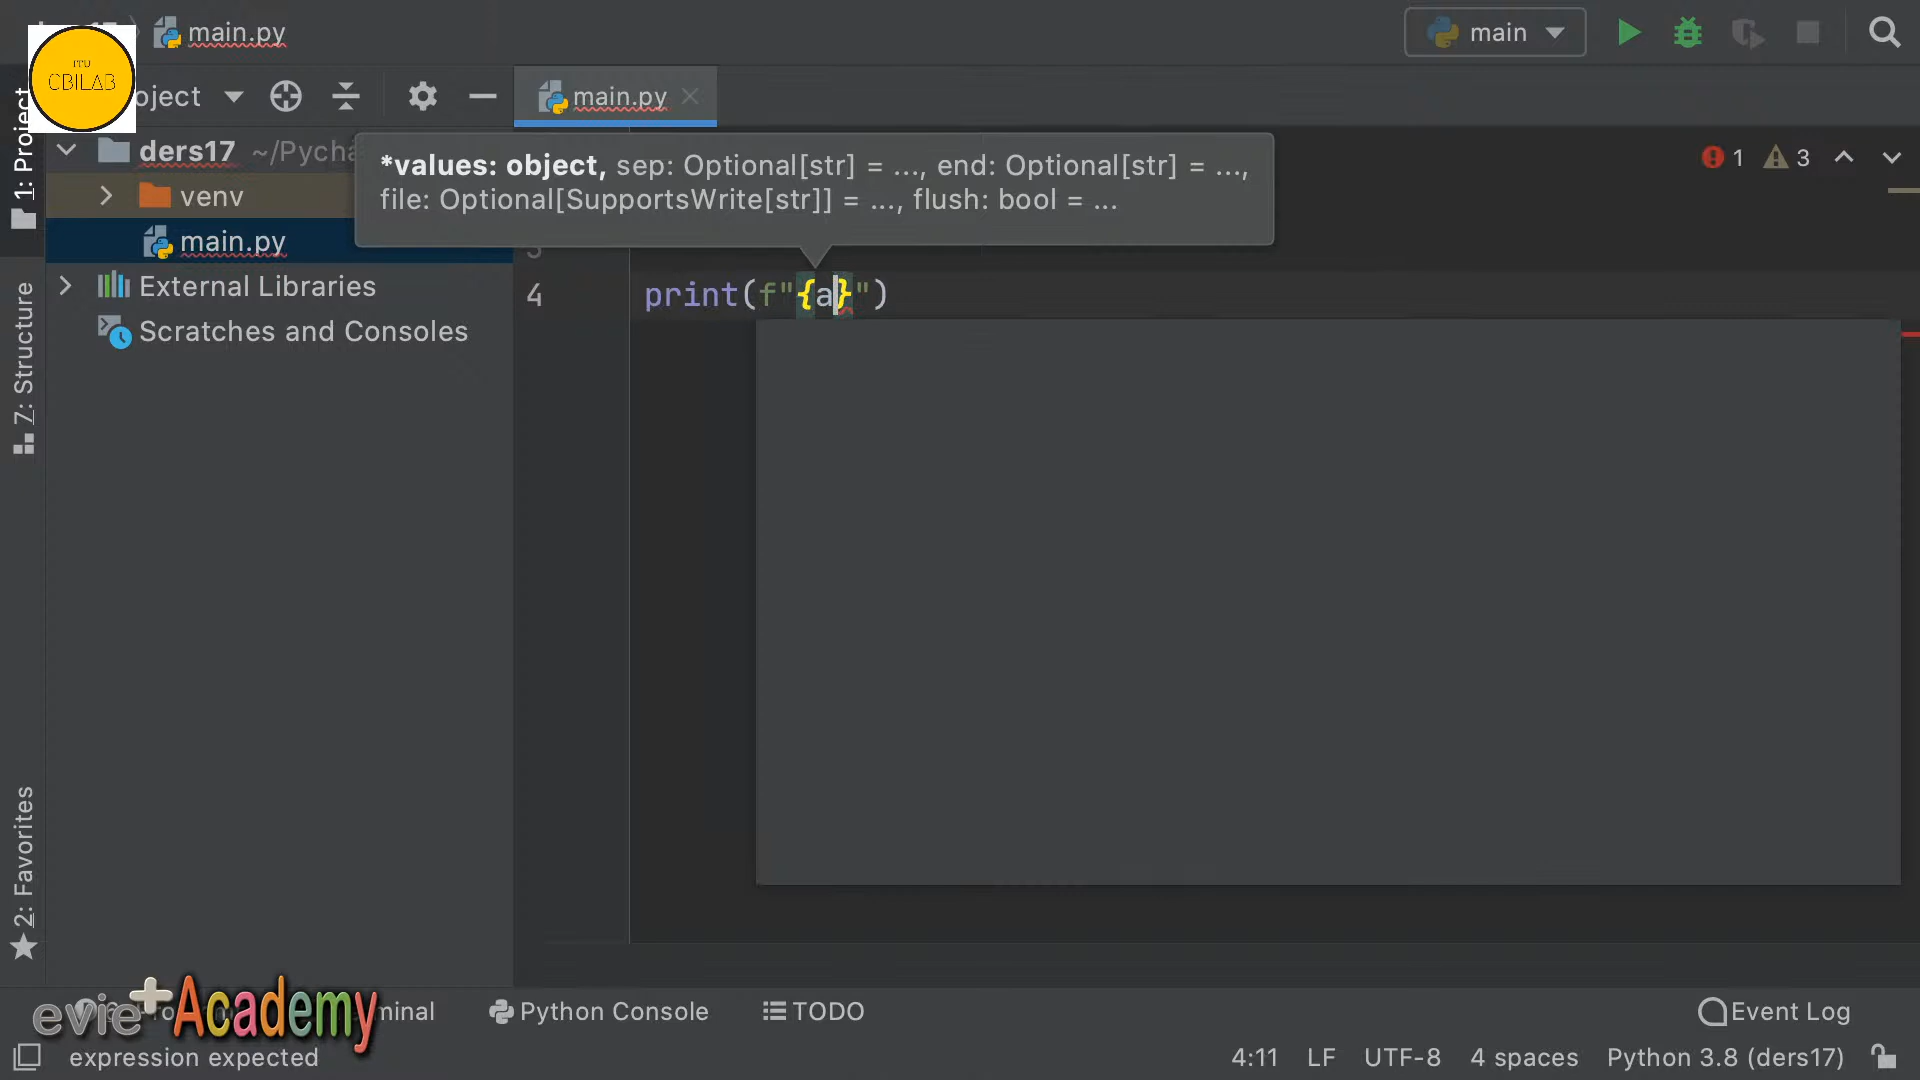 main.py
main
ITU
CBILAB
oject
main.py
1: Project
ders17 ~/Pycha
*values: object, sep: Optional[str] = ..., end: Optional[str] = ...,
file: Optional[SupportsWrite[str]] = ..., flush: bool = ...
1 3
venv
main.py
External Libraries
Scratches and Consoles
4 print(f"{a}")
7: Structure
2: Favorites
evie+Academy
minal
Python Console
TODO
Event Log
expression expected
4:11 LF UTF-8 4 spaces Python 3.8 (ders17)